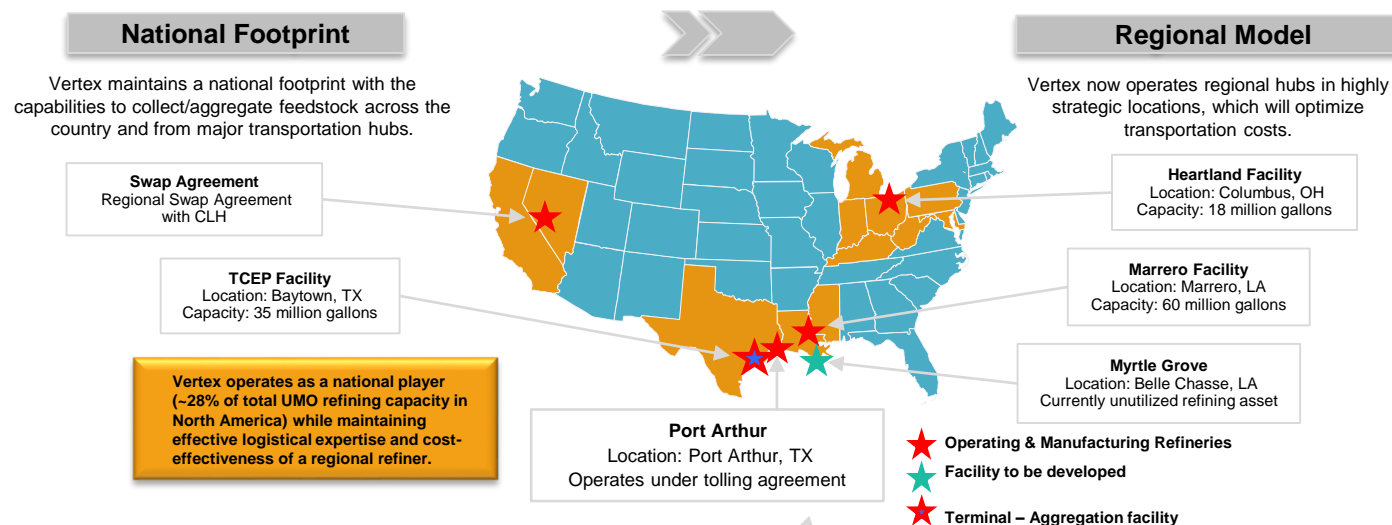 National Footprint
Vertex maintains a national footprint with the
capabilities to collect/aggregate feedstock across the
country and from major transportation hubs.
Regional Model
Vertex now operates regional hubs in highly
strategic locations, which will optimize
transportation costs.
Swap Agreement
Regional Swap Agreement
with CLH
TCEP Facility
Location: Baytown, TX
Capacity: 35 million gallons
Vertex operates as a national player
(~28% of total UMO refining capacity in
North America) while maintaining
effective logistical expertise and cost-
effectiveness of a regional refiner.
Heartland Facility
Location: Columbus, OH
Capacity: 18 million gallons
Marrero Facility
Location: Marrero, LA
Capacity: 60 million gallons
Myrtle Grove
Location: Belle Chasse, LA
Currently unutilized refining asset
Port Arthur
Location: Port Arthur, TX
Operates under tolling agreement
Operating & Manufacturing Refineries
Facility to be developed
Terminal – Aggregation facility